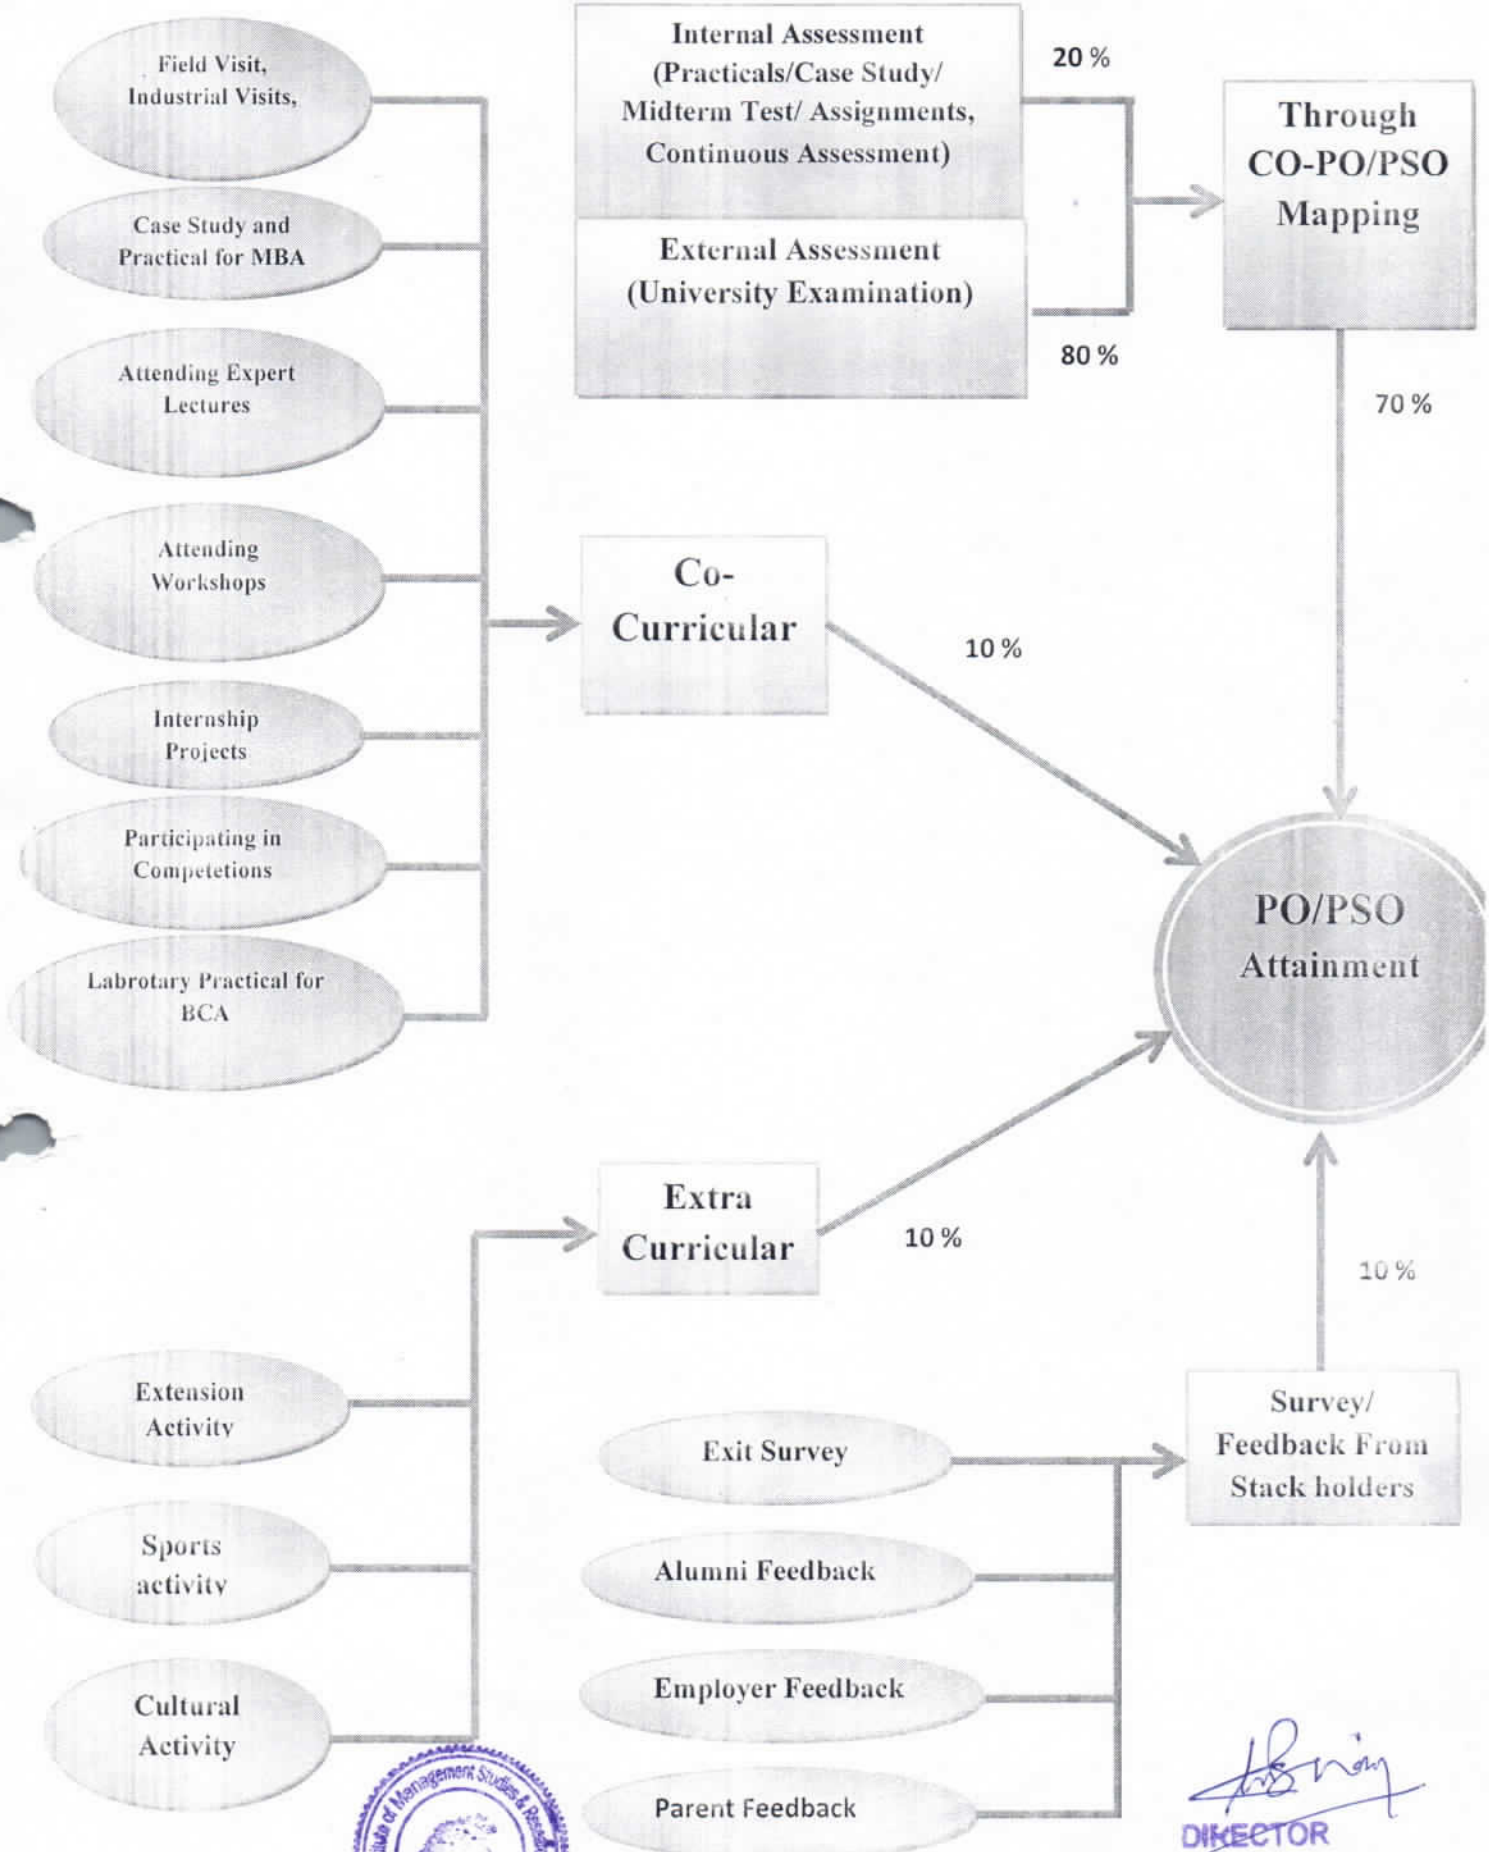 Field Visit,
Industrial Visits,
Case Study and
Practical for MBA
Attending Expert
Lectures
Attending
Workshops
Internship
Projects
Participating in
Competetions
Labrotary Practical for
BCA
Internal Assessment
(Practicals/Case Study/
Midterm Test/ Assignments,
Continuous Assessment)
20 %
External Assessment
(University Examination)
80 %
Through
CO-PO/PSO
Mapping
70 %
Co-
Curricular
10 %
PO/PSO
Attainment
Extra
Curricular
10 %
10 %
Extension
Activity
Sports
activity
Cultural
Activity
Exit Survey
Alumni Feedback
Employer Feedback
Parent Feedback
Survey/
Feedback From
Stack holders
of Management Studies &
DIRECTOR